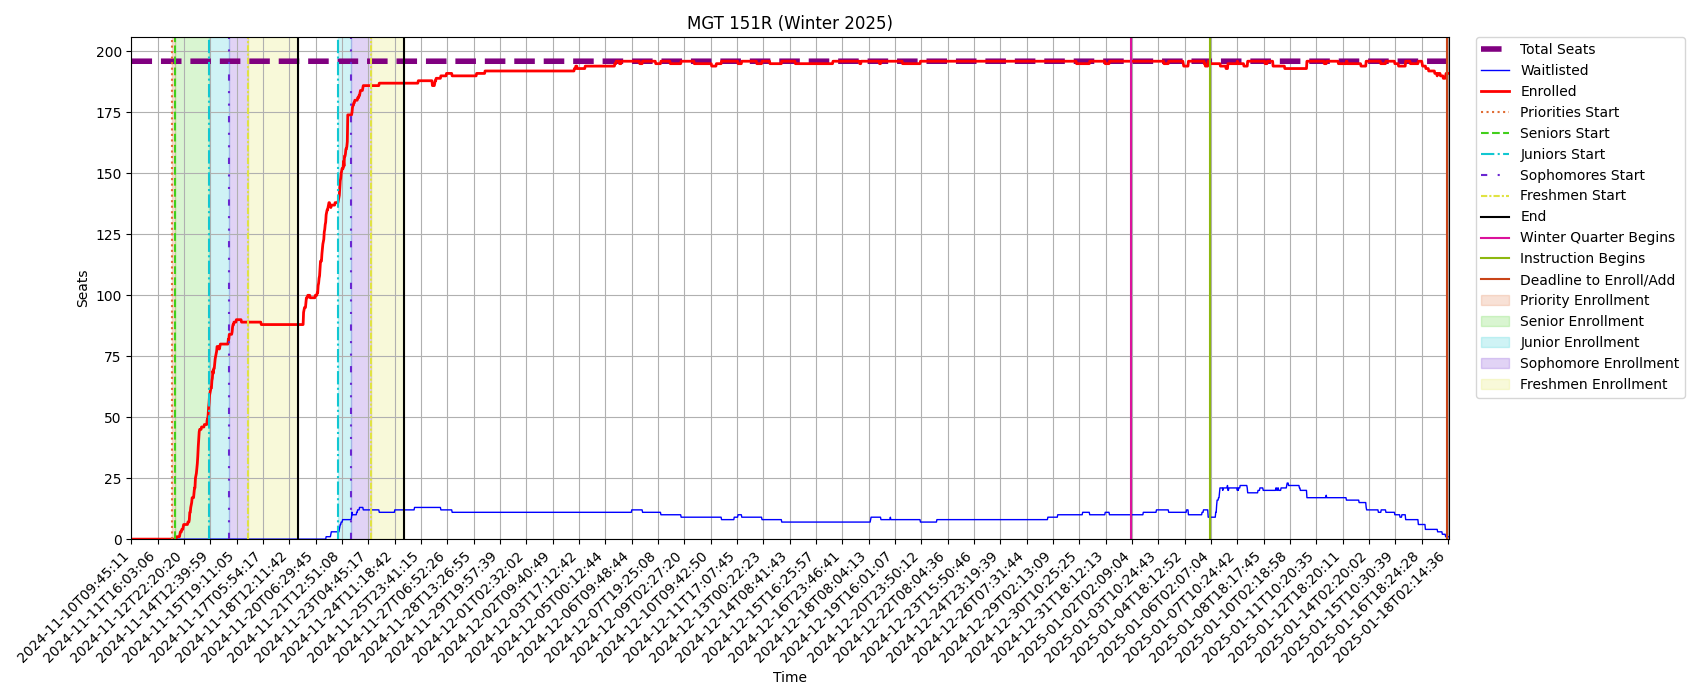 MGT 151R (Winter 2025)
Seats
200
175
150
125
100
75
50
25
0
2024-11-10T09:45:11
2024-11-11T16:03:06
2024-11-12T22:20:20
2024-11-14T12:39:59
2024-11-15T19:11:05
2024-11-17T05:54:17
2024-11-18T12:11:42
2024-11-20T06:29:45
2024-11-21T12:51:08
2024-11-23T04:45:17
2024-11-24T11:18:42
2024-11-25T23:41:15
2024-11-27T06:52:26
2024-11-28T13:26:55
2024-11-29T19:57:39
2024-12-01T02:32:02
2024-12-02T09:40:49
2024-12-03T17:12:42
2024-12-05T00:12:44
2024-12-06T09:48:44
2024-12-07T19:25:08
2024-12-09T02:27:20
2024-12-10T09:42:50
2024-12-11T17:07:45
2024-12-13T00:22:23
2024-12-14T08:41:43
2024-12-15T16:25:57
2024-12-16T23:46:41
2024-12-18T08:04:13
2024-12-19T16:01:07
2024-12-20T23:50:12
2024-12-22T08:04:36
2024-12-23T15:50:46
2024-12-24T23:19:39
2024-12-26T07:31:44
2024-12-29T02:13:09
2024-12-30T10:25:25
2024-12-31T18:12:13
2025-01-02T02:09:04
2025-01-03T10:24:45
2025-01-04T18:12:52
2025-01-06T02:07:04
2025-01-07T10:24:42
2025-01-08T18:17:45
2025-01-10T02:18:58
2025-01-11T10:20:35
2025-01-12T18:20:11
2025-01-14T02:20:02
2025-01-15T10:30:39
2025-01-16T18:24:28
2025-01-18T02:14:36
Time
Total Seats
Waitlisted
Enrolled
Priorities Start
Seniors Start
Juniors Start
Sophomores Start
Freshmen Start
End
Winter Quarter Begins
Instruction Begins
Deadline to Enroll/Add
Priority Enrollment
Senior Enrollment
Junior Enrollment
Sophomore Enrollment
Freshmen Enrollment